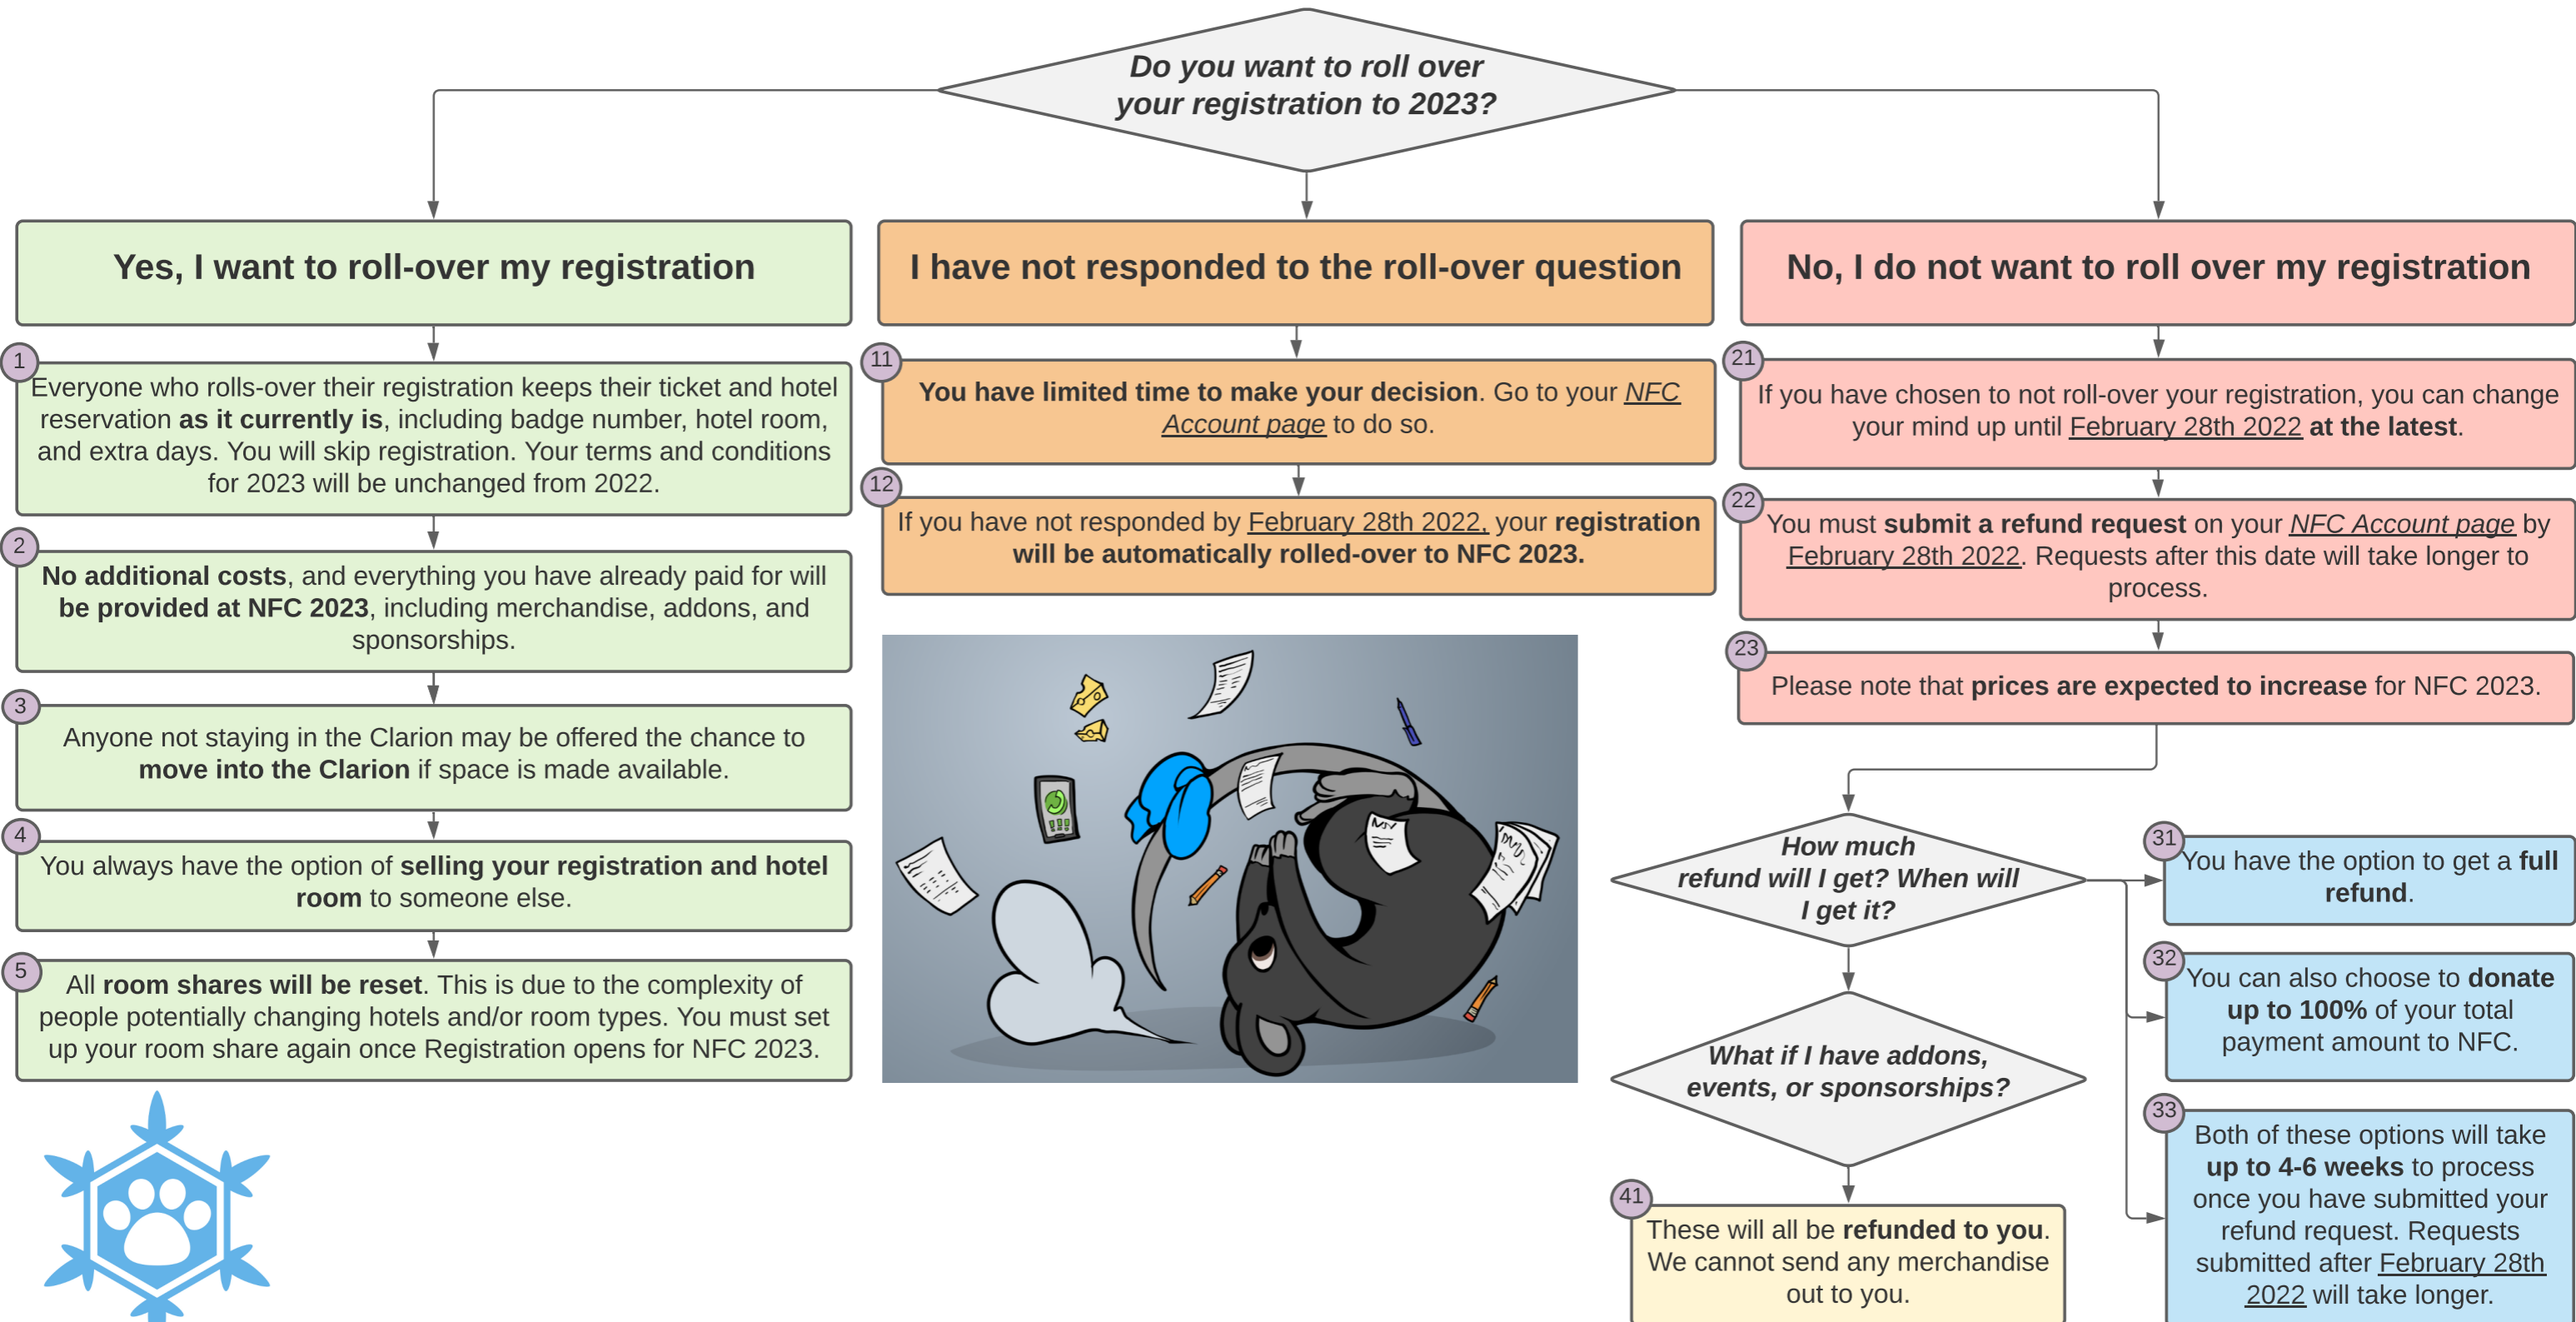 Do you want to roll over
your registration to 2023?
Yes, I want to roll-over my registration
1
Everyone who rolls-over their registration keeps their ticket and hotel
reservation as it currently is, including badge number, hotel room,
and extra days. You will skip registration. Your terms and conditions
for 2023 will be unchanged from 2022.
2
No additional costs, and everything you have already paid for will
be provided at NFC 2023, including merchandise, addons, and
sponsorships.
3
Anyone not staying in the Clarion may be offered the chance to
move into the Clarion if space is made available.
4
You always have the option of selling your registration and hotel
room to someone else.
5
All room shares will be reset. This is due to the complexity of
people potentially changing hotels and/or room types. You must set
up your room share again once Registration opens for NFC 2023.
I have not responded to the roll-over question
11
You have limited time to make your decision. Go to your NFC
Account page to do so.
12
If you have not responded by February 28th 2022, your registration
will be automatically rolled-over to NFC 2023.
No, I do not want to roll over my registration
21
If you have chosen to not roll-over your registration, you can change
your mind up until February 28th 2022 at the latest.
22
You must submit a refund request on your NFC Account page by
February 28th 2022. Requests after this date will take longer to
process.
23
Please note that prices are expected to increase for NFC 2023.
How much
refund will I get? When will
I get it?
31
You have the option to get a full
refund.
32
You can also choose to donate
up to 100% of your total
payment amount to NFC.
33
Both of these options will take
up to 4-6 weeks to process
once you have submitted your
refund request. Requests
submitted after February 28th
2022 will take longer.
What if I have addons,
events, or sponsorships?
41
These will all be refunded to you.
We cannot send any merchandise
out to you.